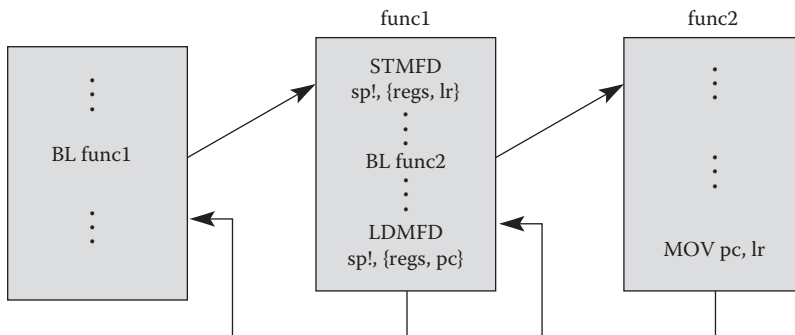 func1
func2
BL func1
STMFD
sp!, {regs, lr}
BL func2
LDMFD
sp!, {regs, pc}
MOV pc, lr